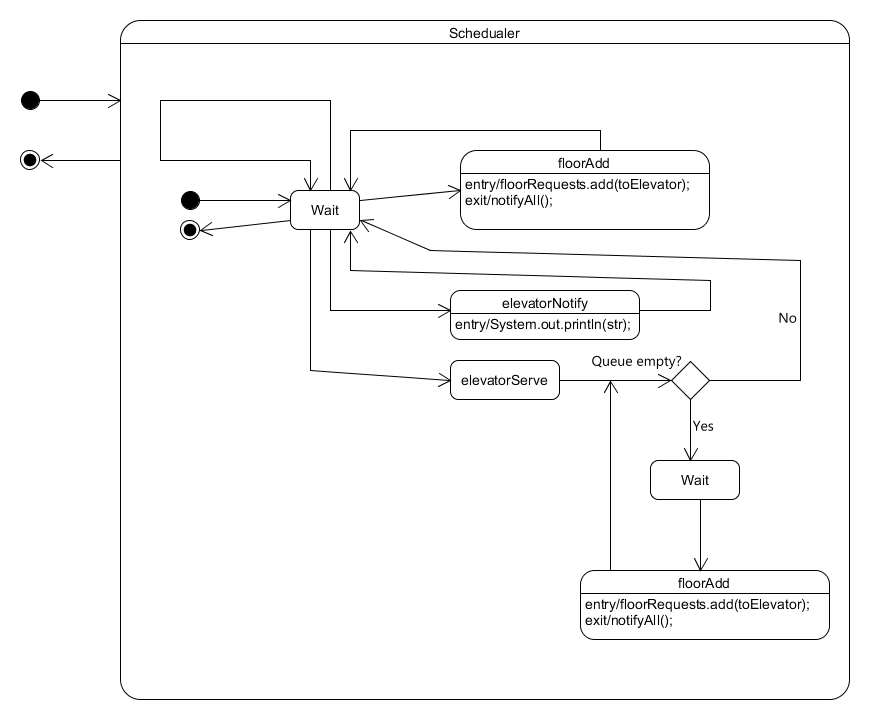 Schedualer
floorAdd
entry/floorRequests.add(toElevator);
exit/notifyAll();
Wait
elevatorNotify
entry/System.out.println(str);
No
Queue empty?
elevatorServe
Yes
Wait
floorAdd
entry/floorRequests.add(toElevator);
exit/notifyAll();